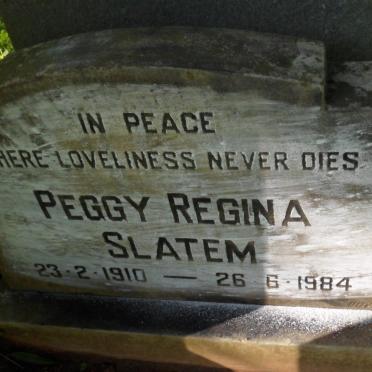 IN PEACE
HERE LOVELINESS NEVER DIES
PEGGY REGINA
SLATEM
23·2·1910 — 26·6·1984